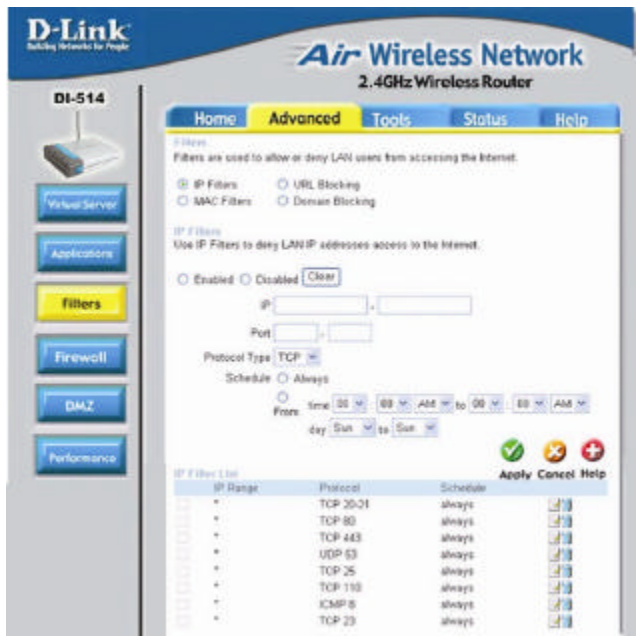 D-Link
Building Networks for People
Air Wireless Network
2.4GHz Wireless Router
DI-514
Home Advanced Tools Status Help
Filters
Filters are used to allow or deny LAN users from accessing the Internet.
IP Filters URL Blocking
MAC Filters Domain Blocking
Virtual Server
IP Filters
Use IP Filters to deny LAN IP addresses access to the Internet.
Applications
Enabled Disabled Clear
Filters
IP -
Port -
Protocol Type TCP
Firewall
Schedule Always
From time 00 : 00 AM to 00 : 00 AM
DMZ
day Sun to Sun
Performance
Apply Cancel Help
IP Filter List
IP Range Protocol Schedule
* TCP 20-21 always
* TCP 80 always
* TCP 443 always
* UDP 53 always
* TCP 25 always
* TCP 110 always
* ICMP 8 always
* TCP 23 always